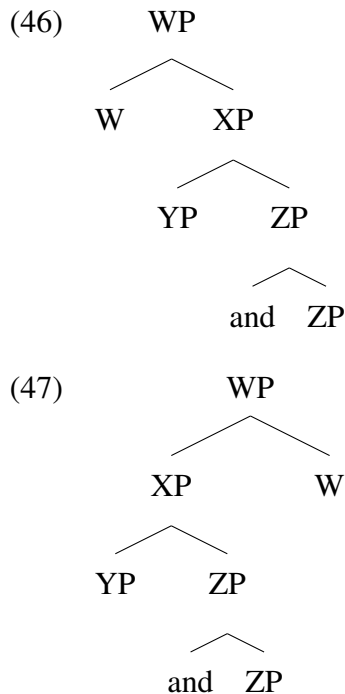 (46) WP
W XP
YP ZP
and ZP
(47) WP
XP W
YP ZP
and ZP